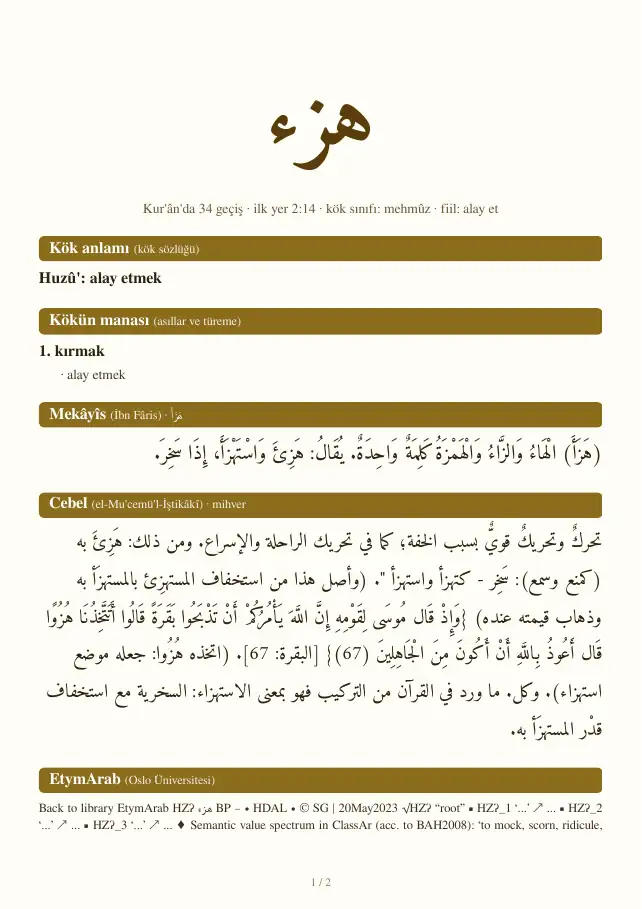 هزء
Kur'ân'da 34 geçiş · ilk yer 2:14 · kök sınıfı: mehmûz · fiil: alay et
Kök anlamı (kök sözlüğü)
Huzû': alay etmek
Kökün manası (asıllar ve türeme)
1. kırmak
· alay etmek
Mekâyîs (İbn Fâris) · هَزَأَ
(هَزَأَ) الْهَاءُ وَالزَّاءُ وَالْهَمْزَةُ كَلِمَةٌ وَاحِدَةٌ. يُقَالُ: هَزِئَ وَاسْتَهْزَأَ، إِذَا سَخِرَ.
Cebel (el-Mu'cemü'l-İştikâkî) · mihver
تحركٌ وتحريكٌ قويٌّ بسبب الخفة؛ كما في تحريك الراحلة والإسراع. ومن ذلك: هَزِئَ به
(كمنع وسمع): سَخِر - كتهزأ واستهزأ ". (وأصل هذا من استخفاف المستهزِئ بالمستهزَأ به
وذهاب قيمته عنده) {وَإِذْ قَالَ مُوسَى لِقَوْمِهِ إِنَّ اللَّهَ يَأْمُرُكُمْ أَنْ تَذْبَحُوا بَقَرَةً قَالُوا أَتَتَّخِذُنَا هُزُوًا
قَالَ أَعُوذُ بِاللَّهِ أَنْ أَكُونَ مِنَ الْجَاهِلِينَ (67)} [البقرة: 67]. (اتخذه هُزُوا: جعله موضع
استهزاء). وكل. ما ورد في القرآن من التركيب فهو بمعنى الاستهزاء: السخرية مع استخفاف
قدْر المستهزَأ به.
EtymArab (Oslo Üniversitesi)
Back to library EtymArab HZʔ هزء BP – • HDAL • © SG | 20May2023 √HZʔ “root” ▪ HZʔ_1 ‘...’ ↗ ... ▪ HZʔ_2
‘...’ ↗ ... ▪ HZʔ_3 ‘...’ ↗ ... ♦ Semantic value spectrum in ClassAr (acc. to BAH2008): ‘to mock, scorn, ridicule,
1 / 2